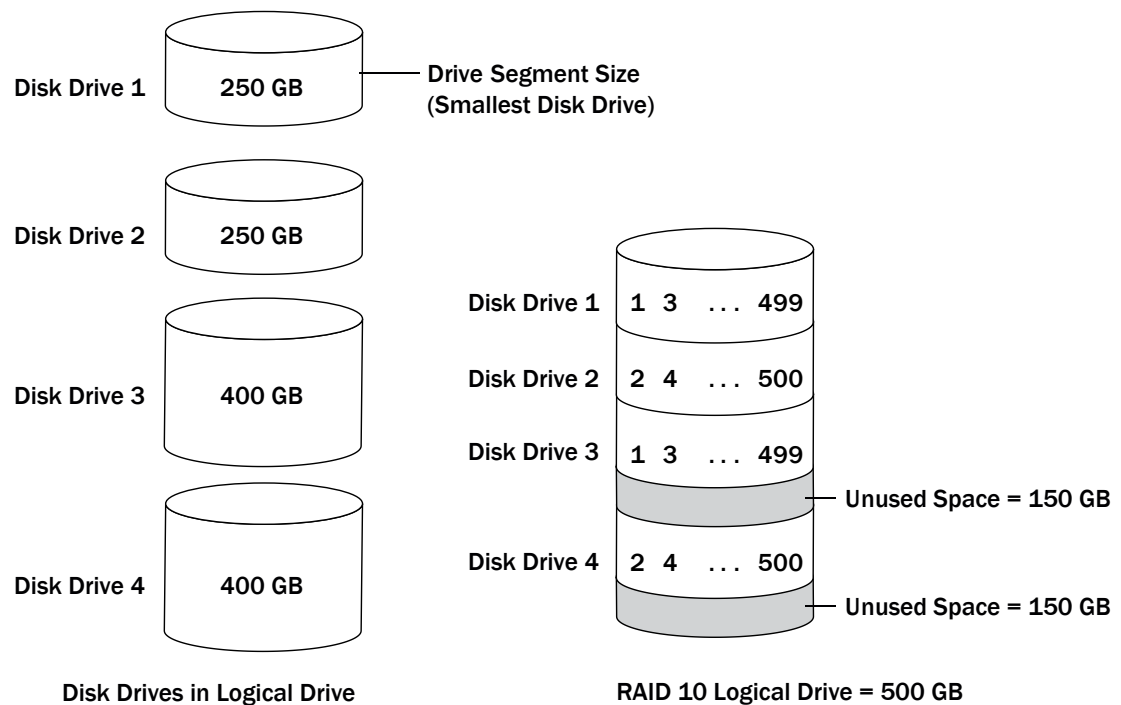 Disk Drive 1
250 GB
Drive Segment Size
(Smallest Disk Drive)
Disk Drive 2
250 GB
Disk Drive 3
400 GB
Disk Drive 4
400 GB
Disk Drives in Logical Drive
Disk Drive 1
1 3 ... 499
Disk Drive 2
2 4 ... 500
Disk Drive 3
1 3 ... 499
Unused Space = 150 GB
Disk Drive 4
2 4 ... 500
Unused Space = 150 GB
RAID 10 Logical Drive = 500 GB